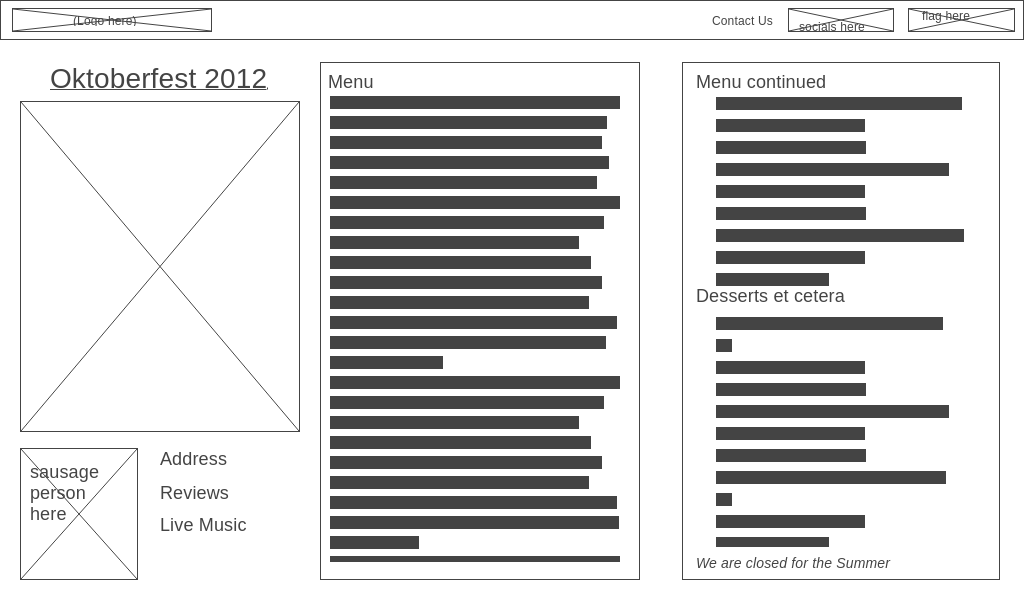 (Logo here)
Contact Us
socials here
flag here
Oktoberfest 2012
sausage
person
here
Address
Reviews
Live Music
Menu
Menu continued
Desserts et cetera
We are closed for the Summer